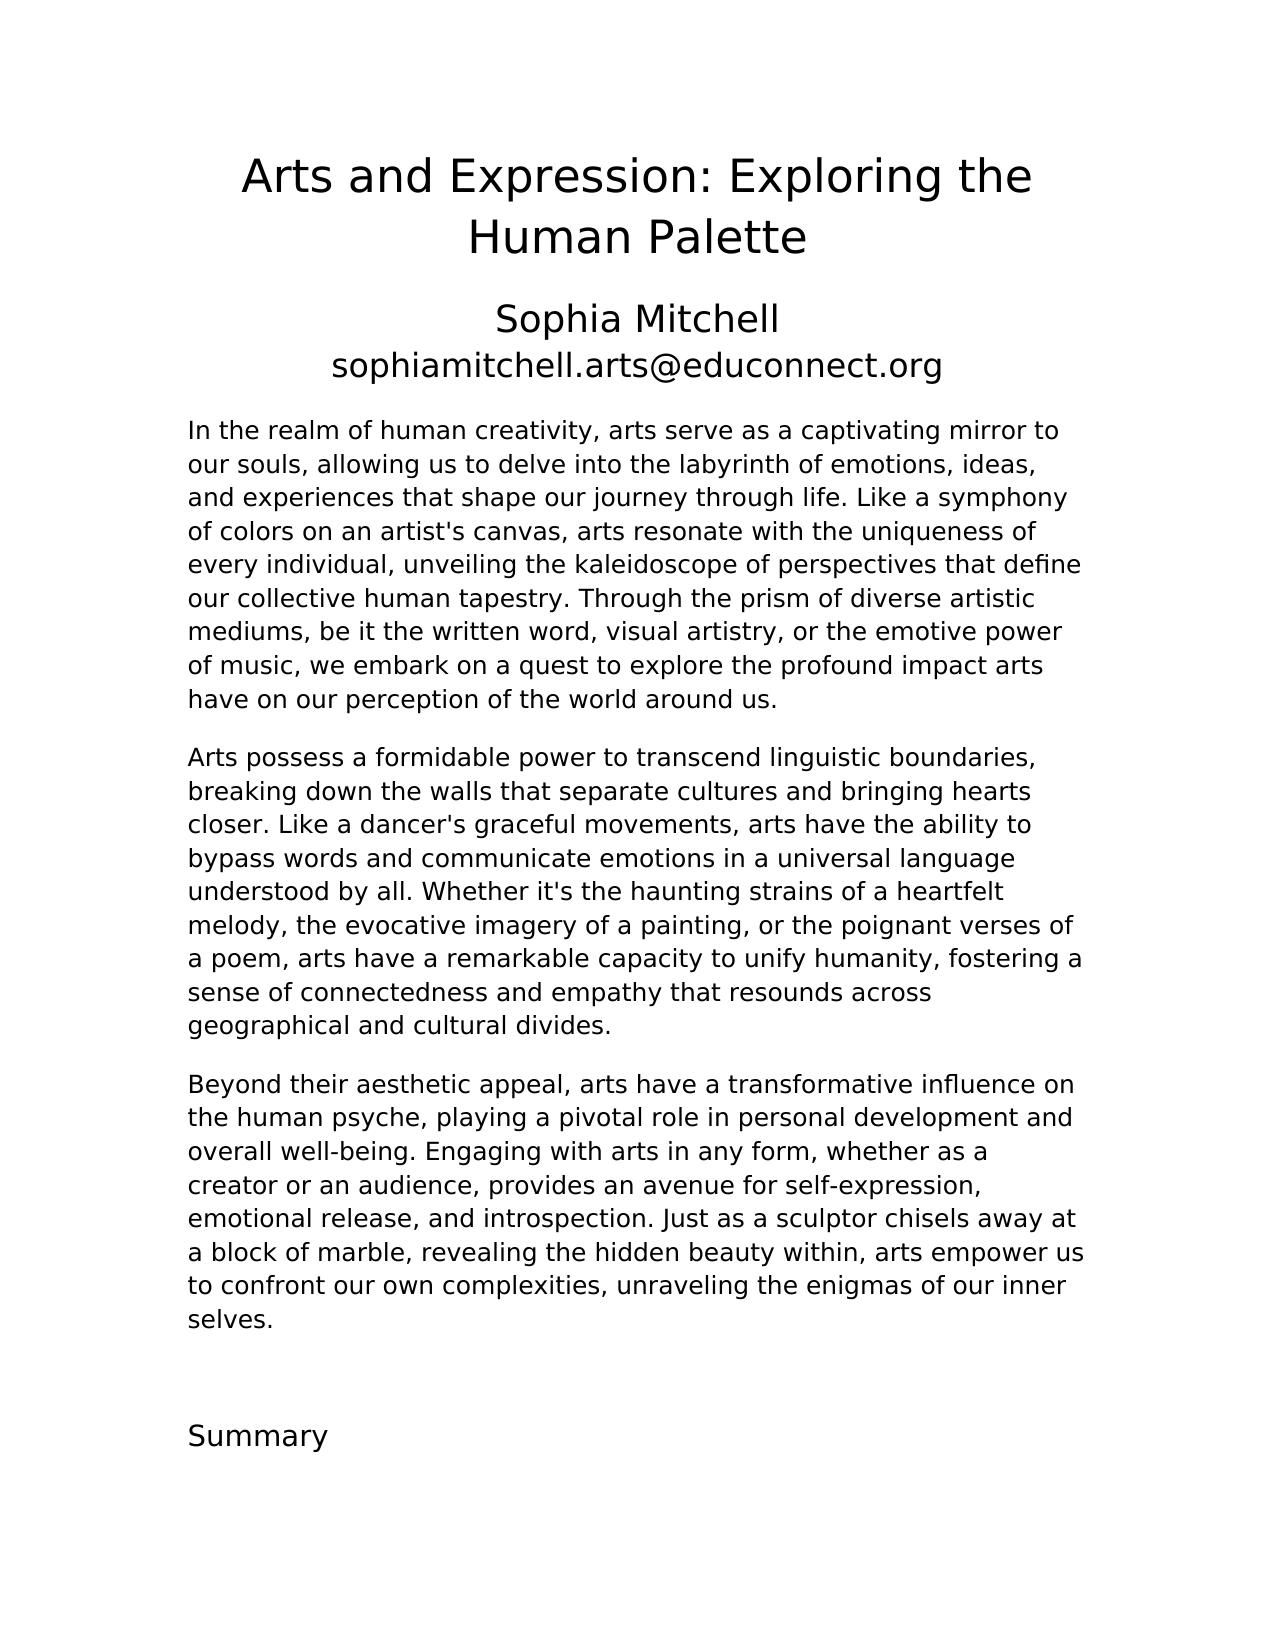 Arts and Expression: Exploring the
Human Palette
Sophia Mitchell
sophiamitchell.arts@educonnect.org
In the realm of human creativity, arts serve as a captivating mirror to
our souls, allowing us to delve into the labyrinth of emotions, ideas,
and experiences that shape our journey through life. Like a symphony
of colors on an artist's canvas, arts resonate with the uniqueness of
every individual, unveiling the kaleidoscope of perspectives that define
our collective human tapestry. Through the prism of diverse artistic
mediums, be it the written word, visual artistry, or the emotive power
of music, we embark on a quest to explore the profound impact arts
have on our perception of the world around us.
Arts possess a formidable power to transcend linguistic boundaries,
breaking down the walls that separate cultures and bringing hearts
closer. Like a dancer's graceful movements, arts have the ability to
bypass words and communicate emotions in a universal language
understood by all. Whether it's the haunting strains of a heartfelt
melody, the evocative imagery of a painting, or the poignant verses of
a poem, arts have a remarkable capacity to unify humanity, fostering a
sense of connectedness and empathy that resounds across
geographical and cultural divides.
Beyond their aesthetic appeal, arts have a transformative influence on
the human psyche, playing a pivotal role in personal development and
overall well-being. Engaging with arts in any form, whether as a
creator or an audience, provides an avenue for self-expression,
emotional release, and introspection. Just as a sculptor chisels away at
a block of marble, revealing the hidden beauty within, arts empower us
to confront our own complexities, unraveling the enigmas of our inner
selves.
Summary